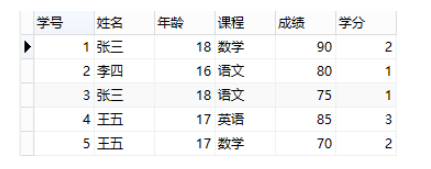 学号 姓名 年龄 课程 成绩 学分
1 张三 18 数学 90 2
2 李四 16 语文 80 1
3 张三 18 语文 75 1
4 王五 17 英语 85 3
5 王五 17 数学 70 2